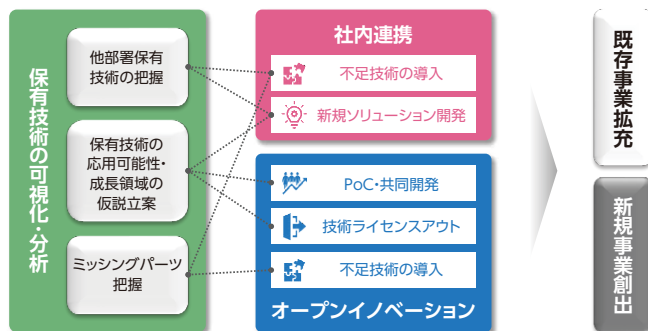 保有技術の可視化・分析
他部署保有
技術の把握
保有技術の
応用可能性・
成長領域の
仮説立案
ミッシングパーツ
把握
社内連携
不足技術の導入
新規ソリューション開発
PoC・共同開発
技術ライセンスアウト
不足技術の導入
オープンイノベーション
既存事業拡充
新規事業創出